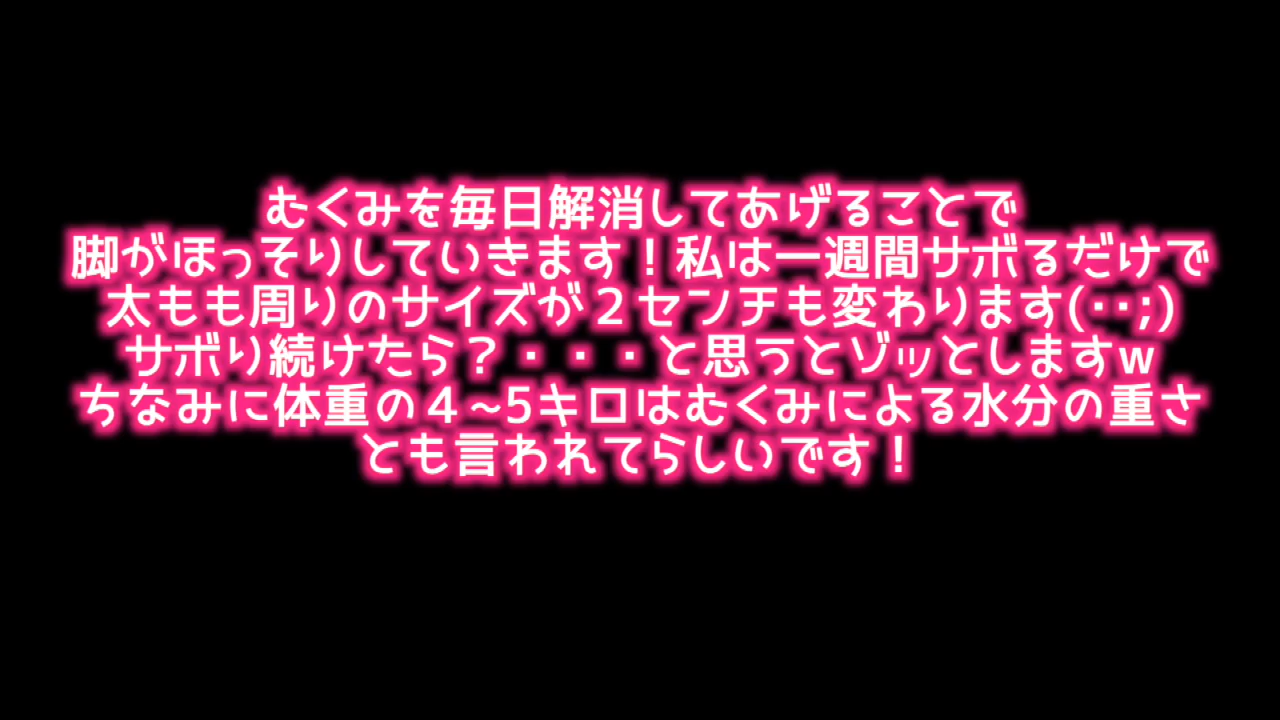 むくみを毎日解消してあげることで
脚がほっそりしていきます！私は一週間サボるだけで
太もも周りのサイズが２センチも変わります(‥;)
サボり続けたら？・・・と思うとゾッとしますw
ちなみに体重の４~5キロはむくみによる水分の重さ
とも言われてらしいです！